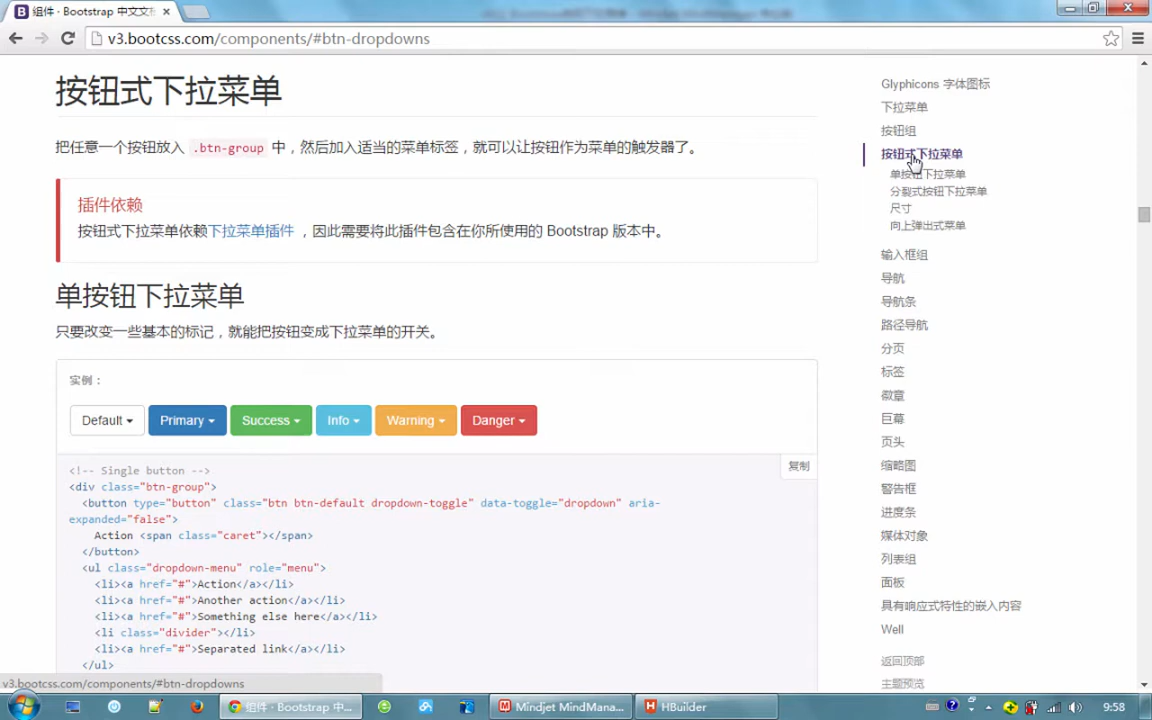 组件 · Bootstrap 中文文
v3.bootcss.com/components/#btn-dropdowns
按钮式下拉菜单
把任意一个按钮放入 .btn-group 中，然后加入适当的菜单标签，就可以让按钮作为菜单的触发器了。
插件依赖
按钮式下拉菜单依赖下拉菜单插件 ，因此需要将此插件包含在你所使用的 Bootstrap 版本中。
单按钮下拉菜单
只要改变一些基本的标记，就能把按钮变成下拉菜单的开关。
实例：
Default Primary Success Info Warning Danger
复制
<!-- Single button -->
<div class="btn-group">
<button type="button" class="btn btn-default dropdown-toggle" data-toggle="dropdown" aria-
expanded="false">
Action <span class="caret"></span>
</button>
<ul class="dropdown-menu" role="menu">
<li><a href="#">Action</a></li>
<li><a href="#">Another action</a></li>
<li><a href="#">Something else here</a></li>
<li class="divider"></li>
<li><a href="#">Separated link</a></li>
</ul>
Glyphicons 字体图标
下拉菜单
按钮组
按钮式下拉菜单
单按钮下拉菜单
分裂式按钮下拉菜单
尺寸
向上弹出式菜单
输入框组
导航
导航条
路径导航
分页
标签
徽章
巨幕
页头
缩略图
警告框
进度条
媒体对象
列表组
面板
具有响应式特性的嵌入内容
Well
返回顶部
主题预览
v3.bootcss.com/components/#btn-dropdowns
组件 · Bootstrap 中... Mindjet MindMana... HBuilder 9:58